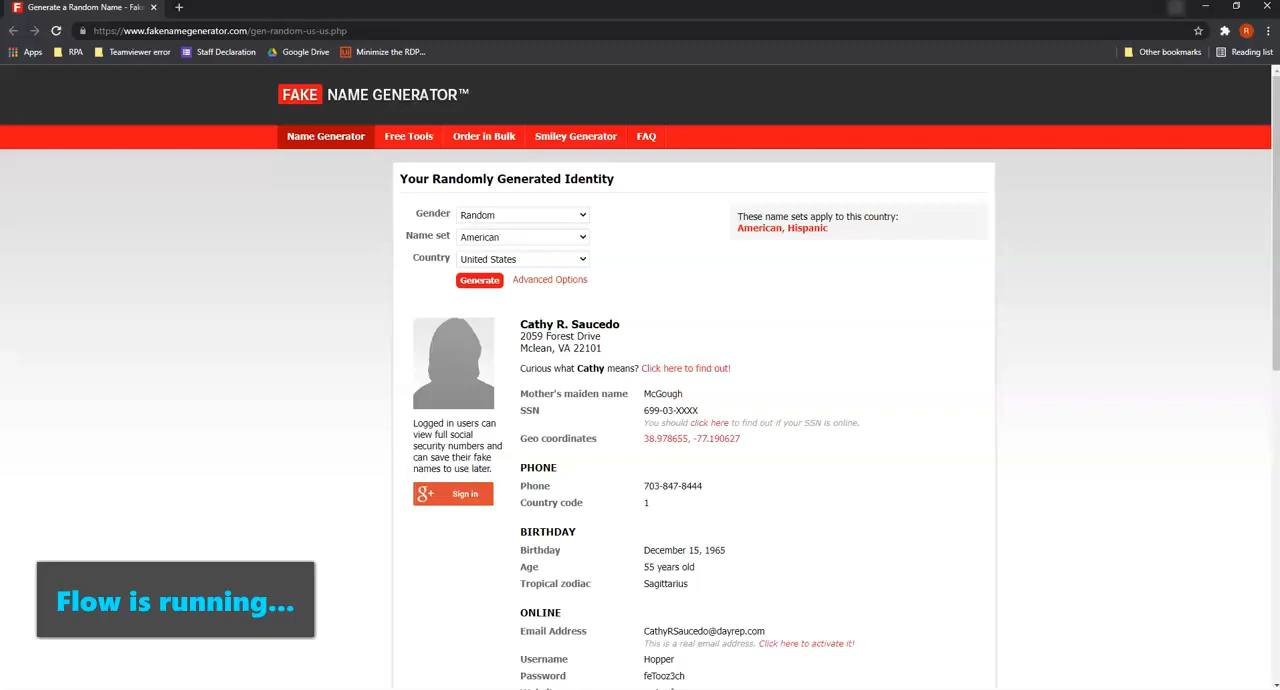 Generate a Random Name - Fak
https://www.fakenamegenerator.com/gen-random-us-us.php
Apps RPA Teamviewer error Staff Declaration Google Drive Minimize the RDP... Other bookmarks Reading list
FAKE NAME GENERATOR™
Name Generator Free Tools Order in Bulk Smiley Generator FAQ
Your Randomly Generated Identity
Gender Random
Name set American
Country United States
Generate Advanced Options
These name sets apply to this country:
American, Hispanic
Cathy R. Saucedo
2059 Forest Drive
Mclean, VA 22101
Curious what Cathy means? Click here to find out!
Mother's maiden name McGough
SSN 699-03-XXXX
You should click here to find out if your SSN is online.
Geo coordinates 38.978655, -77.190627
Logged in users can
view full social
security numbers and
can save their fake
names to use later.
g+ Sign in
PHONE
Phone 703-847-8444
Country code 1
BIRTHDAY
Birthday December 15, 1965
Age 55 years old
Tropical zodiac Sagittarius
ONLINE
Email Address CathyRSaucedo@dayrep.com
This is a real email address. Click here to activate it!
Username Hopper
Password feTooz3ch
Flow is running...